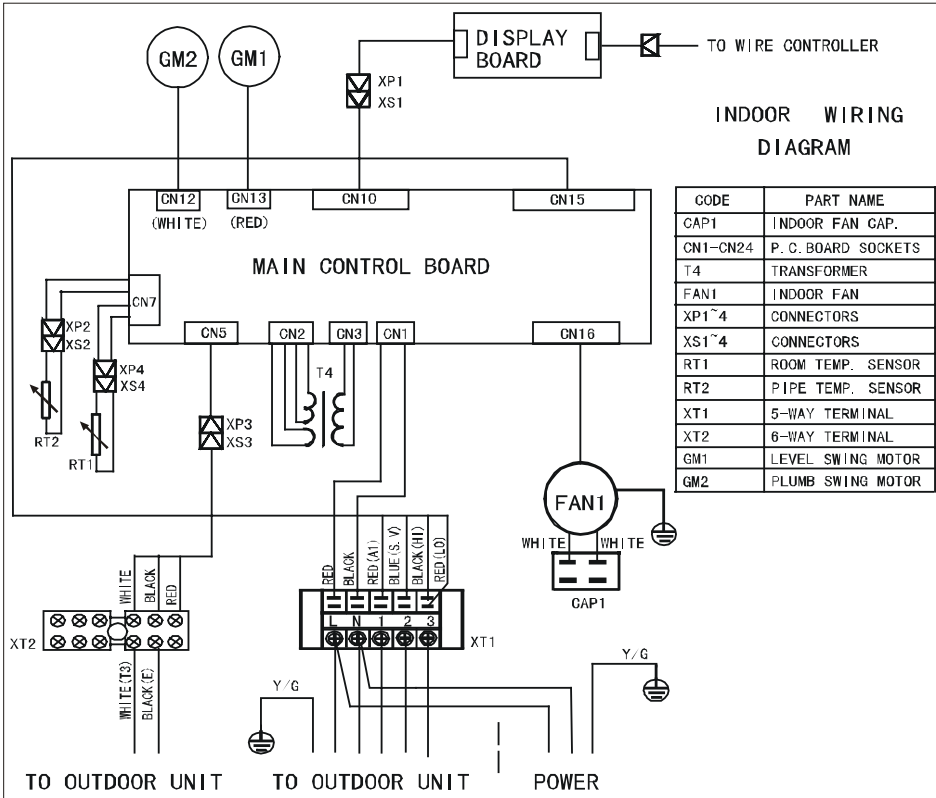 GM2
GM1
DISPLAY
BOARD
TO WIRE CONTROLLER
XP1
XS1
INDOOR WIRING
DIAGRAM
CN12
CN13
CN10
CN15
(WHITE)
(RED)
MAIN CONTROL BOARD
CN7
CN5
CN2
CN3
CN1
CN16
T4
XP2
XS2
XP4
XS4
RT2
RT1
XP3
XS3
CODE PART NAME
CAP1 INDOOR FAN CAP.
CN1-CN24 P.C.BOARD SOCKETS
T4 TRANSFORMER
FAN1 INDOOR FAN
XP1~4 CONNECTORS
XS1~4 CONNECTORS
RT1 ROOM TEMP. SENSOR
RT2 PIPE TEMP. SENSOR
XT1 5-WAY TERMINAL
XT2 6-WAY TERMINAL
GM1 LEVEL SWING MOTOR
GM2 PLUMB SWING MOTOR
FAN1
WHITE
WHITE
CAP1
WHITE
BLACK
RED
RED
BLACK
RED(A1)
BLUE(S.V)
BLACK(HI)
RED(LO)
L N 1 2 3
XT2
XT1
WHITE(T3)
BLACK(E)
Y/G
Y/G
TO OUTDOOR UNIT
TO OUTDOOR UNIT
POWER